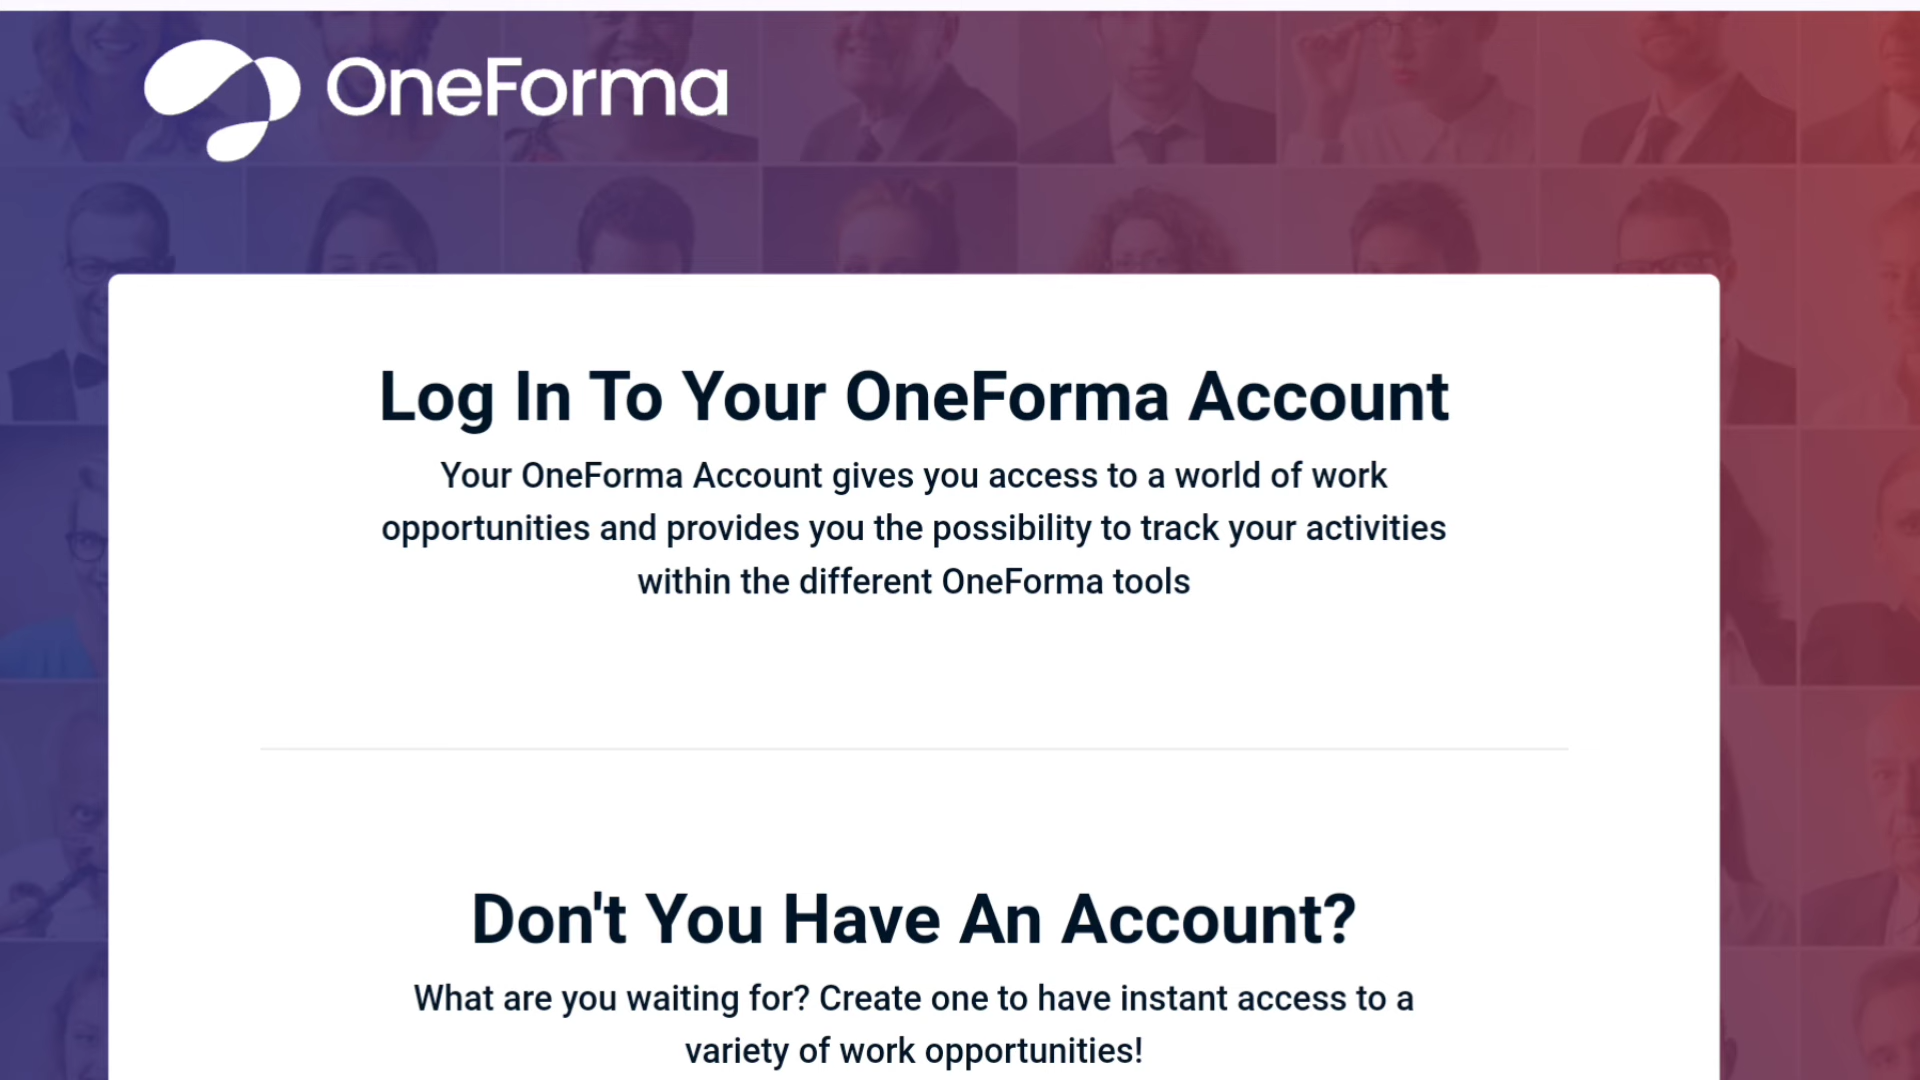 OneForma
Log In To Your OneForma Account
Your OneForma Account gives you access to a world of work
opportunities and provides you the possibility to track your activities
within the different OneForma tools
Don't You Have An Account?
What are you waiting for? Create one to have instant access to a
variety of work opportunities!